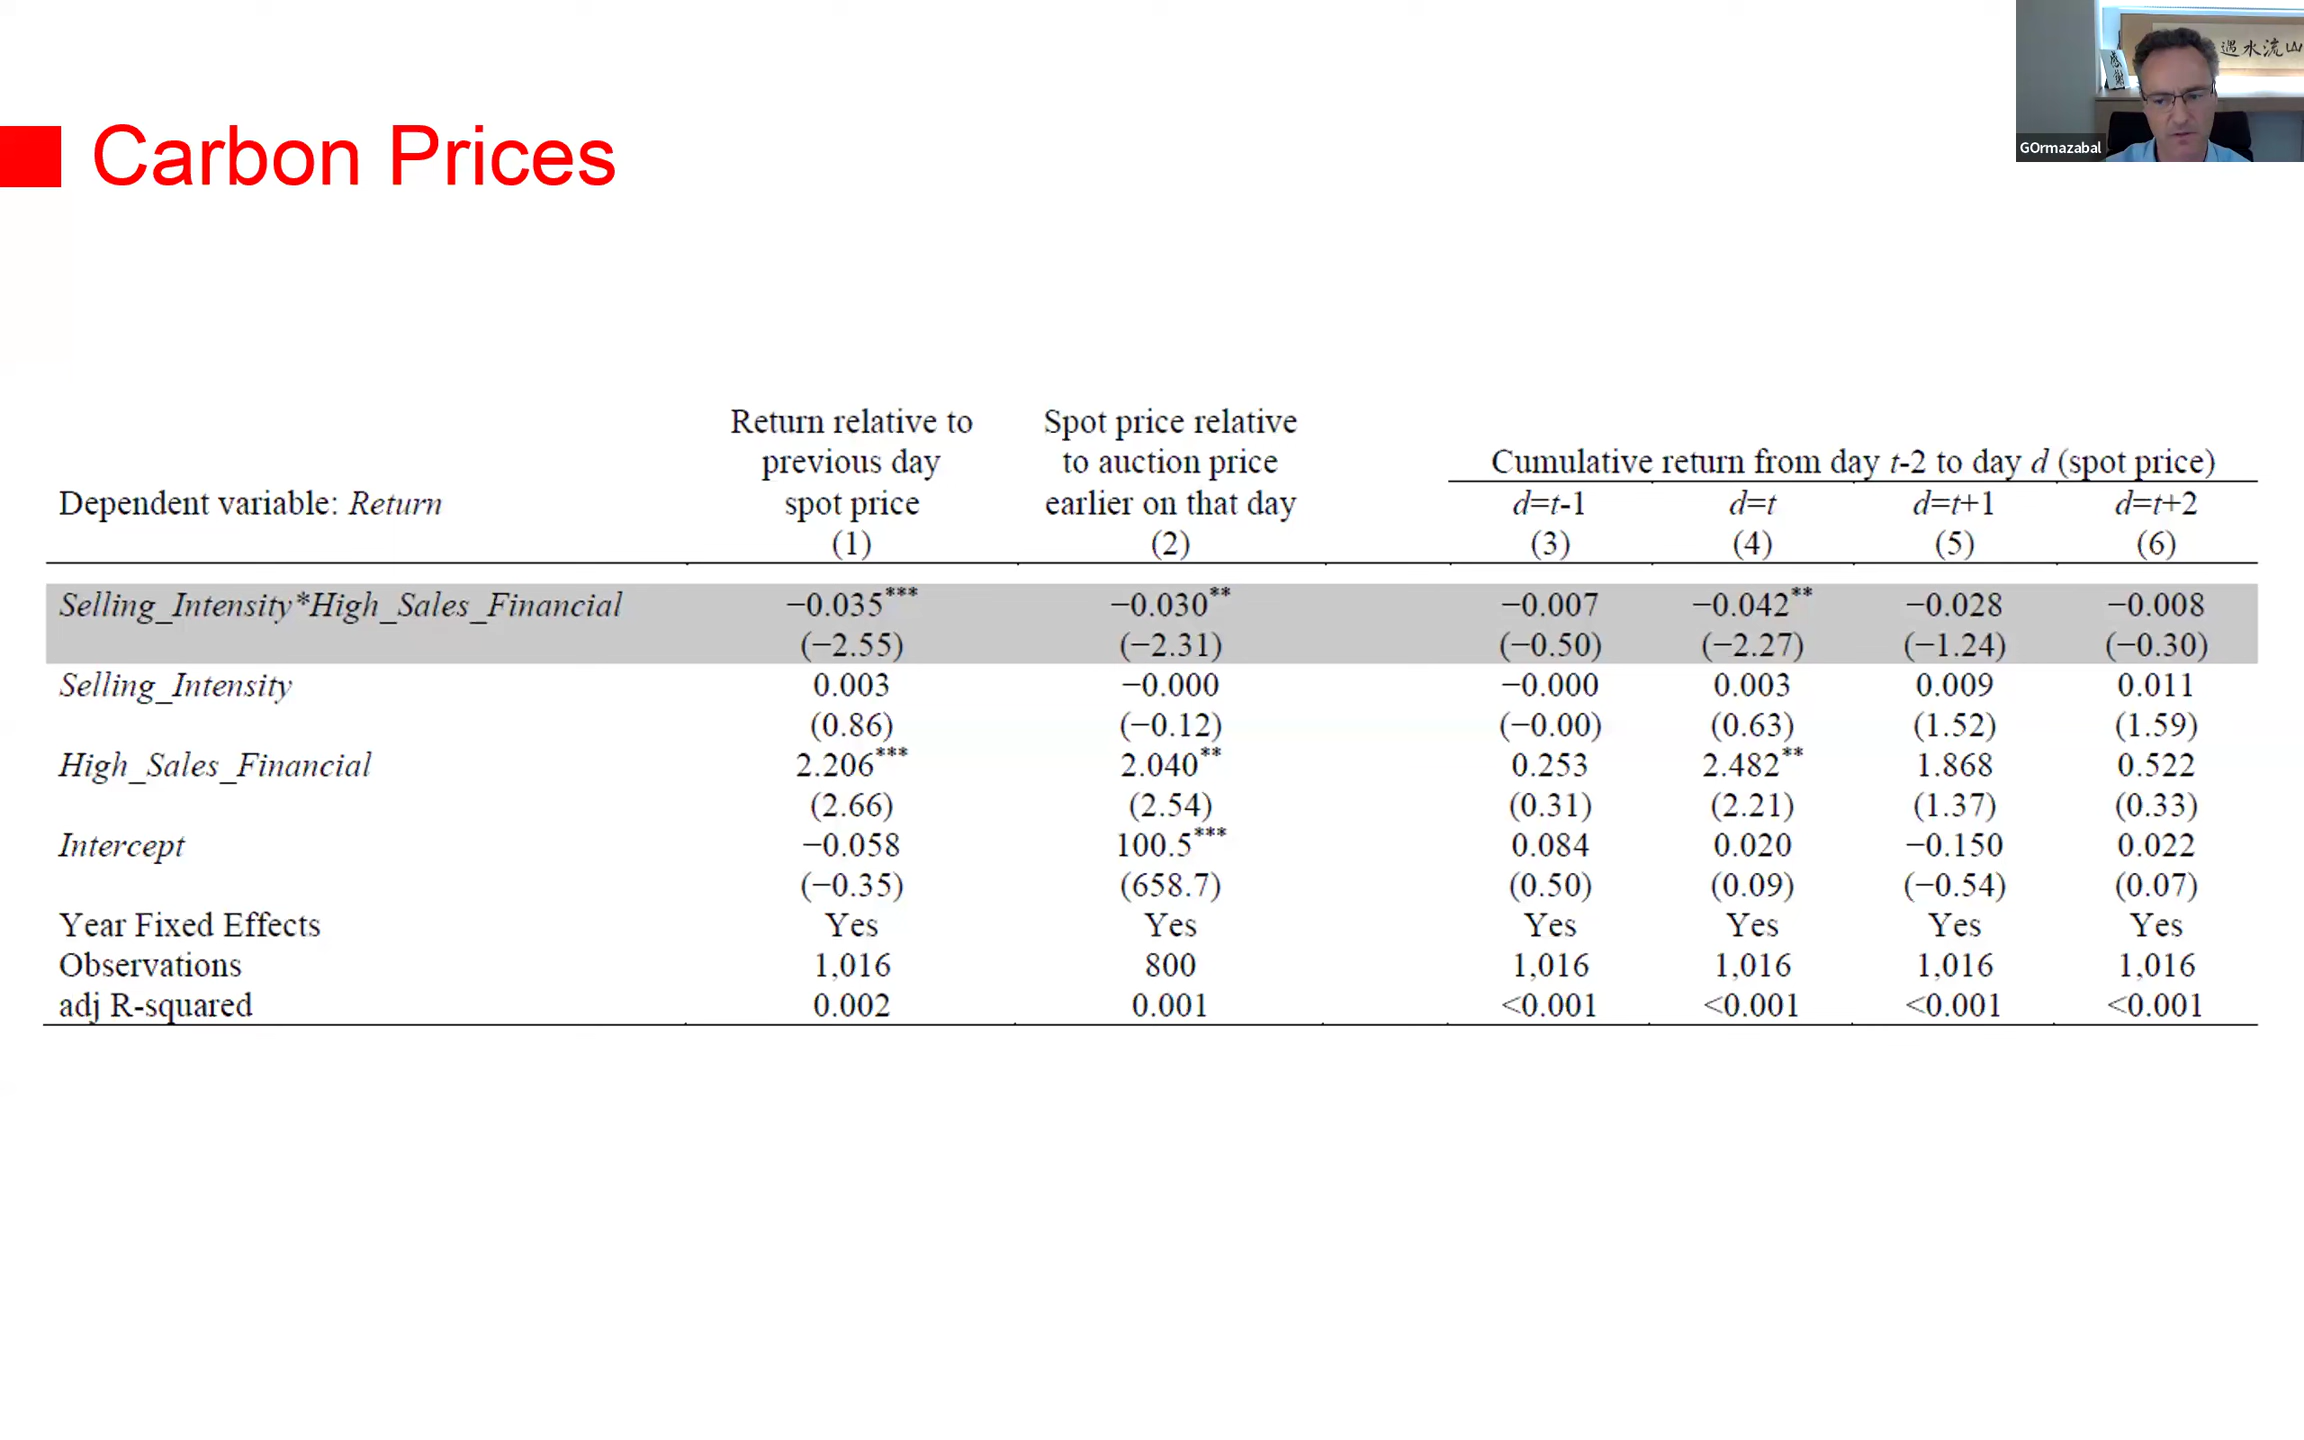 Carbon Prices
遇水流山
感謝
GOrmazabal
Return relative to previous day spot price (1)
Spot price relative to auction price earlier on that day (2)
Cumulative return from day t-2 to day d (spot price)
Dependent variable: Return
d=t-1 (3) d=t (4) d=t+1 (5) d=t+2 (6)
Selling_Intensity*High_Sales_Financial −0.035*** −0.030** −0.007 −0.042** −0.028 −0.008
(−2.55) (−2.31) (−0.50) (−2.27) (−1.24) (−0.30)
Selling_Intensity 0.003 −0.000 −0.000 0.003 0.009 0.011
(0.86) (−0.12) (−0.00) (0.63) (1.52) (1.59)
High_Sales_Financial 2.206*** 2.040** 0.253 2.482** 1.868 0.522
(2.66) (2.54) (0.31) (2.21) (1.37) (0.33)
Intercept −0.058 100.5*** 0.084 0.020 −0.150 0.022
(−0.35) (658.7) (0.50) (0.09) (−0.54) (0.07)
Year Fixed Effects Yes Yes Yes Yes Yes Yes
Observations 1,016 800 1,016 1,016 1,016 1,016
adj R-squared 0.002 0.001 <0.001 <0.001 <0.001 <0.001